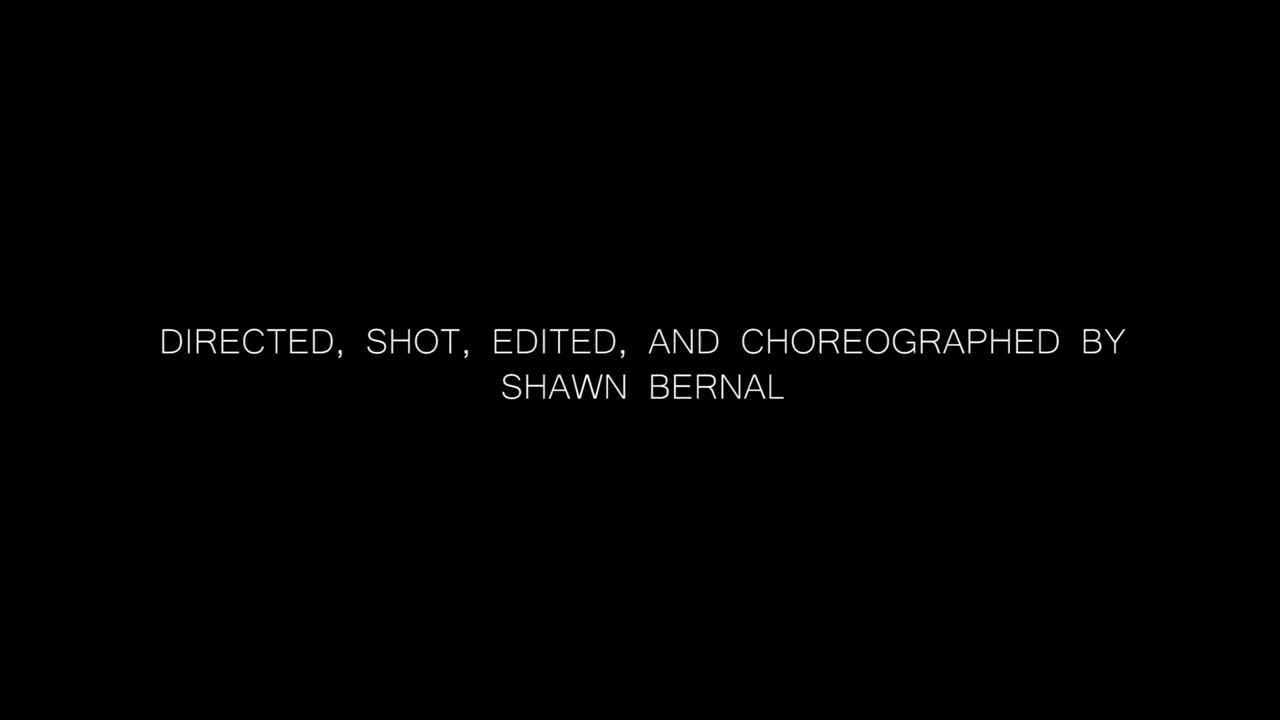 DIRECTED, SHOT, EDITED, AND CHOREOGRAPHED BY
SHAWN BERNAL